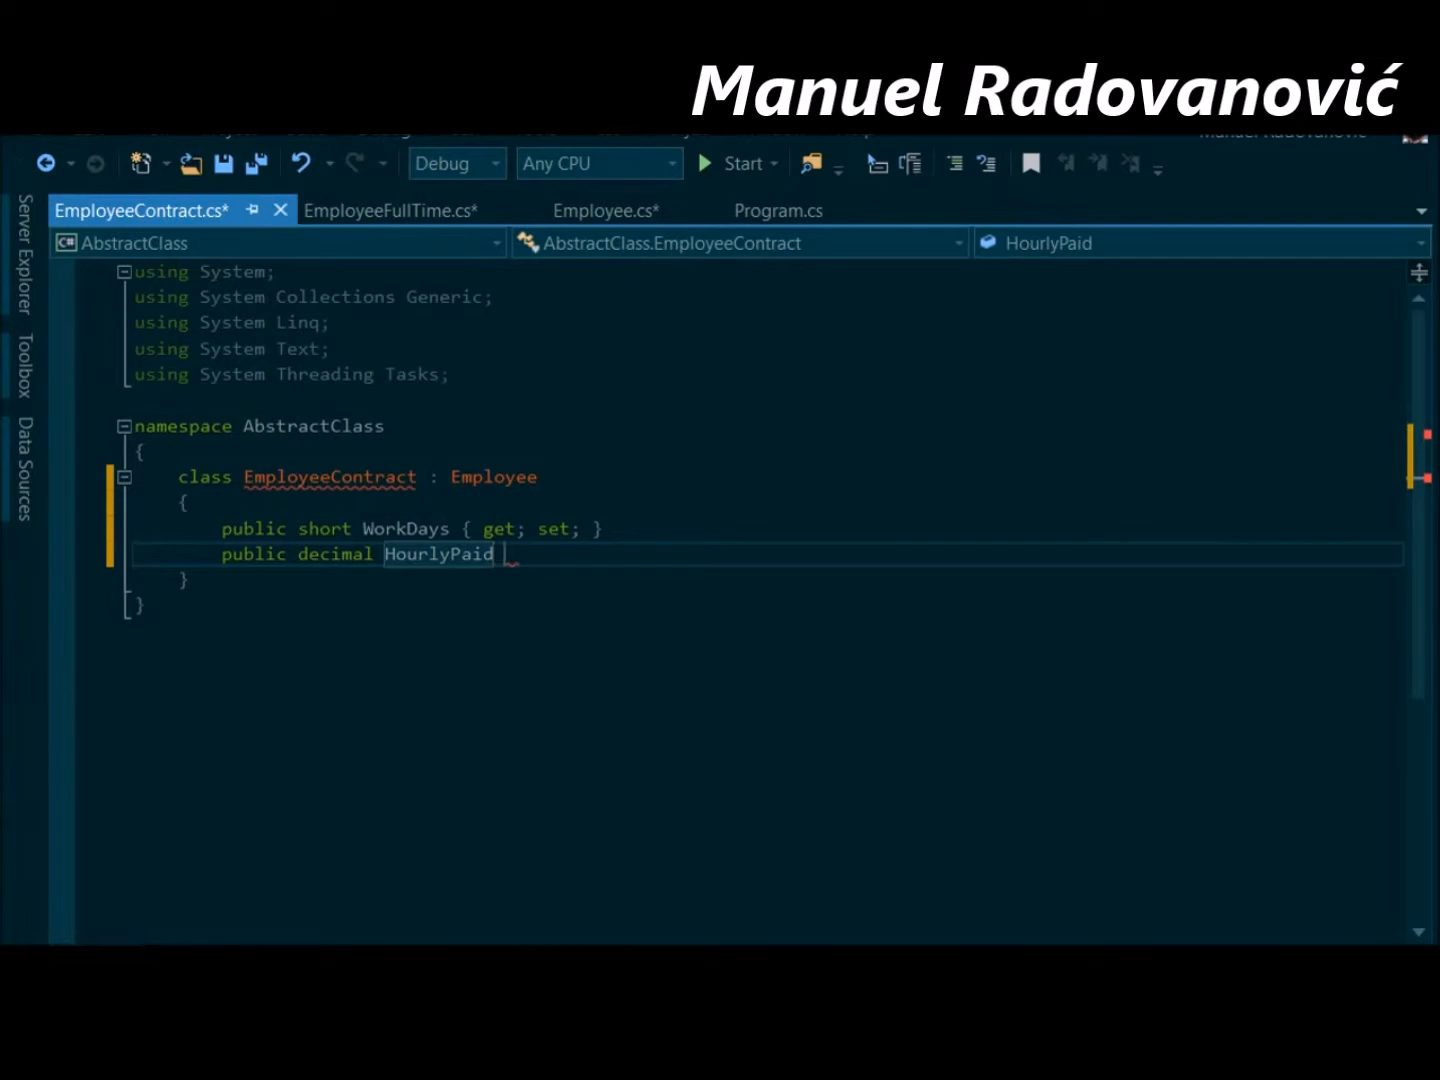 Manuel Radovanović
Debug Any CPU Start
EmployeeContract.cs* EmployeeFullTime.cs* Employee.cs* Program.cs
AbstractClass AbstractClass.EmployeeContract HourlyPaid
Server Explorer
Toolbox
Data Sources
using System;
using System Collections Generic;
using System Linq;
using System Text;
using System Threading Tasks;
namespace AbstractClass
{
class EmployeeContract : Employee
{
public short WorkDays { get; set; }
public decimal HourlyPaid
}
}